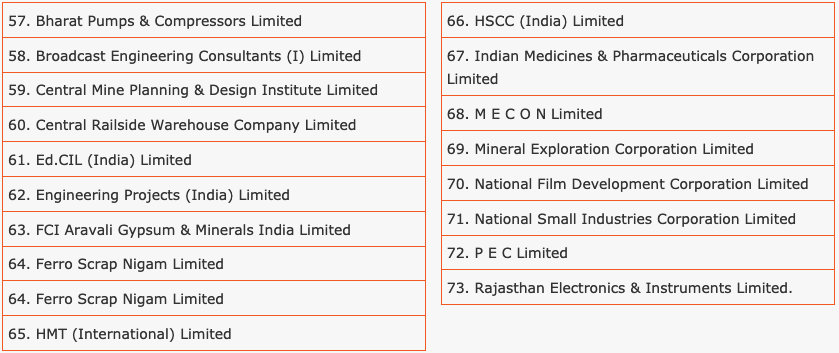 57. Bharat Pumps & Compressors Limited
58. Broadcast Engineering Consultants (I) Limited
59. Central Mine Planning & Design Institute Limited
60. Central Railside Warehouse Company Limited
61. Ed.CIL (India) Limited
62. Engineering Projects (India) Limited
63. FCI Aravali Gypsum & Minerals India Limited
64. Ferro Scrap Nigam Limited
64. Ferro Scrap Nigam Limited
65. HMT (International) Limited
66. HSCC (India) Limited
67. Indian Medicines & Pharmaceuticals Corporation
Limited
68. M E C O N Limited
69. Mineral Exploration Corporation Limited
70. National Film Development Corporation Limited
71. National Small Industries Corporation Limited
72. P E C Limited
73. Rajasthan Electronics & Instruments Limited.